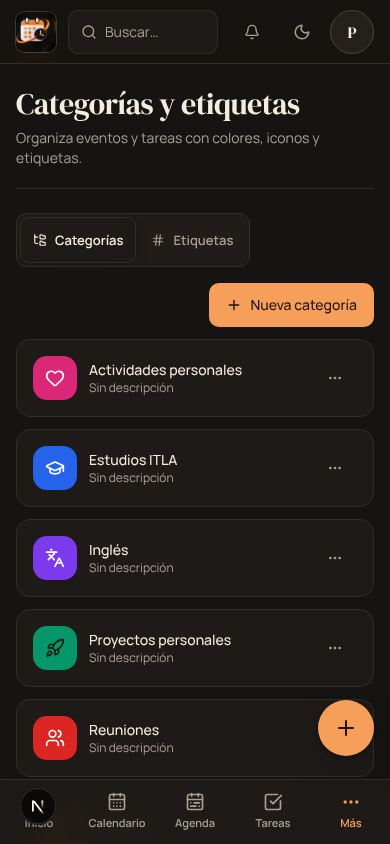 Buscar...
P
Categorías y etiquetas
Organiza eventos y tareas con colores, iconos y
etiquetas.
Categorías
# Etiquetas
+ Nueva categoría
Actividades personales
Sin descripción
Estudios ITLA
Sin descripción
Inglés
Sin descripción
Proyectos personales
Sin descripción
Reuniones
Sin descripción
N
Inicio
Calendario
Agenda
Tareas
Más